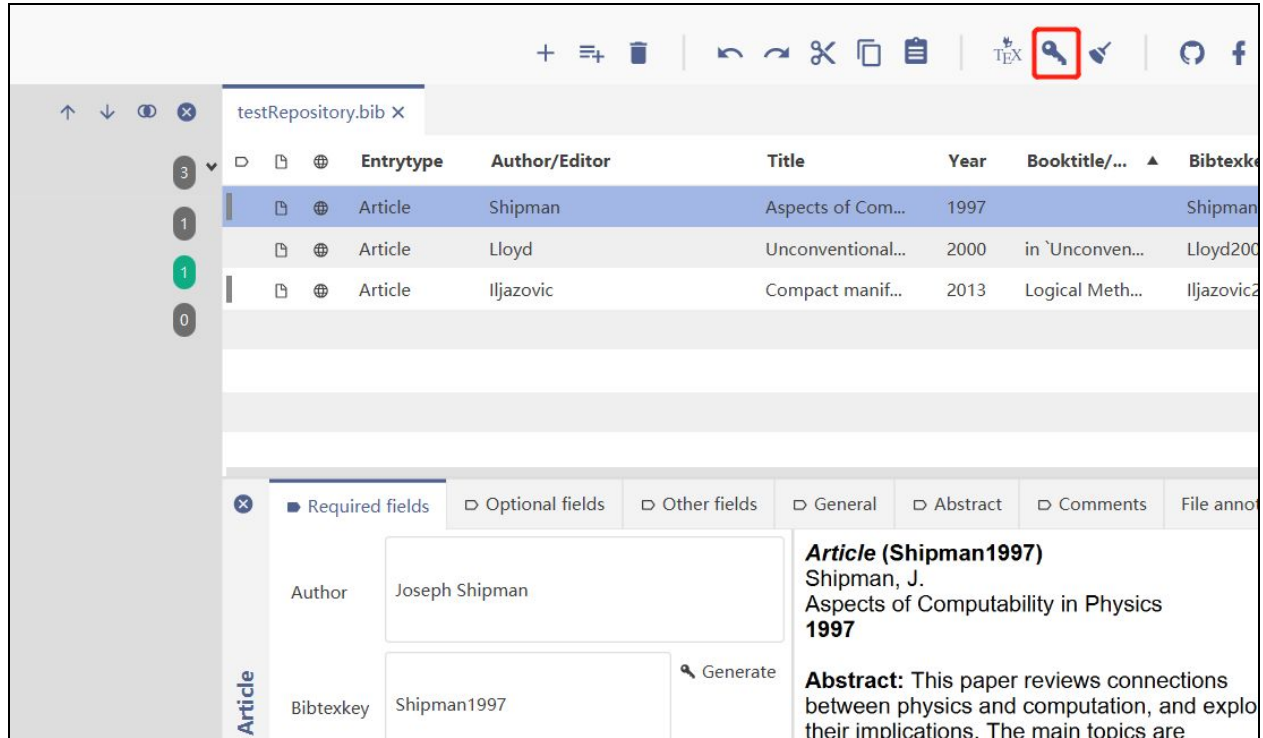 TEX
testRepository.bib
3
Entrytype Author/Editor Title Year Booktitle/... Bibtexke
Article Shipman Aspects of Com... 1997 Shipman
1
Article Lloyd Unconventional... 2000 in `Unconven... Lloyd200
1
Article Iljazovic Compact manif... 2013 Logical Meth... Iljazovic2
0
Required fields Optional fields Other fields General Abstract Comments File annot
Author Joseph Shipman
Article (Shipman1997)
Shipman, J.
Aspects of Computability in Physics
1997
Article
Bibtexkey Shipman1997 Generate
Abstract: This paper reviews connections
between physics and computation, and explo
their implications. The main topics are